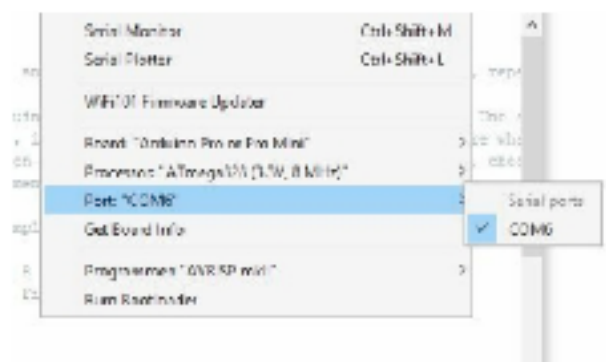 Serial Monitor Ctrl+Shift+M
Serial Plotter Ctrl+Shift+L
WiFi101 Firmware Updater
Board: "Arduino Pro or Pro Mini"
Processor: "ATmega328 (3.3V, 8 MHz)"
Port: "COM6"
Serial ports
Get Board Info
COM6
Programmer: "AVRISP mkII"
Burn Bootloader